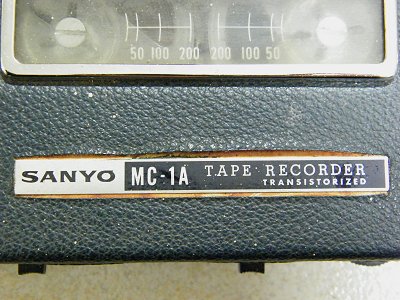 50 100 200 200 100 50
SANYO MC-1A TAPE RECORDER
TRANSISTORIZED